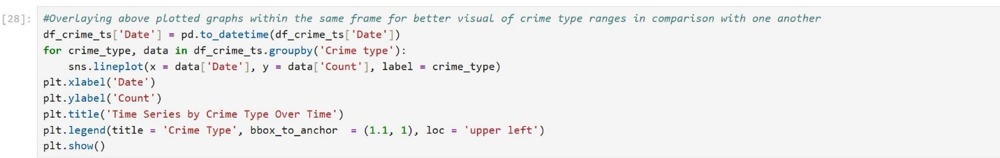 [28]: #Overlaying above plotted graphs within the same frame for better visual of crime type ranges in comparison with one another
df_crime_ts['Date'] = pd.to_datetime(df_crime_ts['Date'])
for crime_type, data in df_crime_ts.groupby('Crime type'):
    sns.lineplot(x = data['Date'], y = data['Count'], label = crime_type)
plt.xlabel('Date')
plt.ylabel('Count')
plt.title('Time Series by Crime Type Over Time')
plt.legend(title = 'Crime Type', bbox_to_anchor  = (1.1, 1), loc = 'upper left')
plt.show()